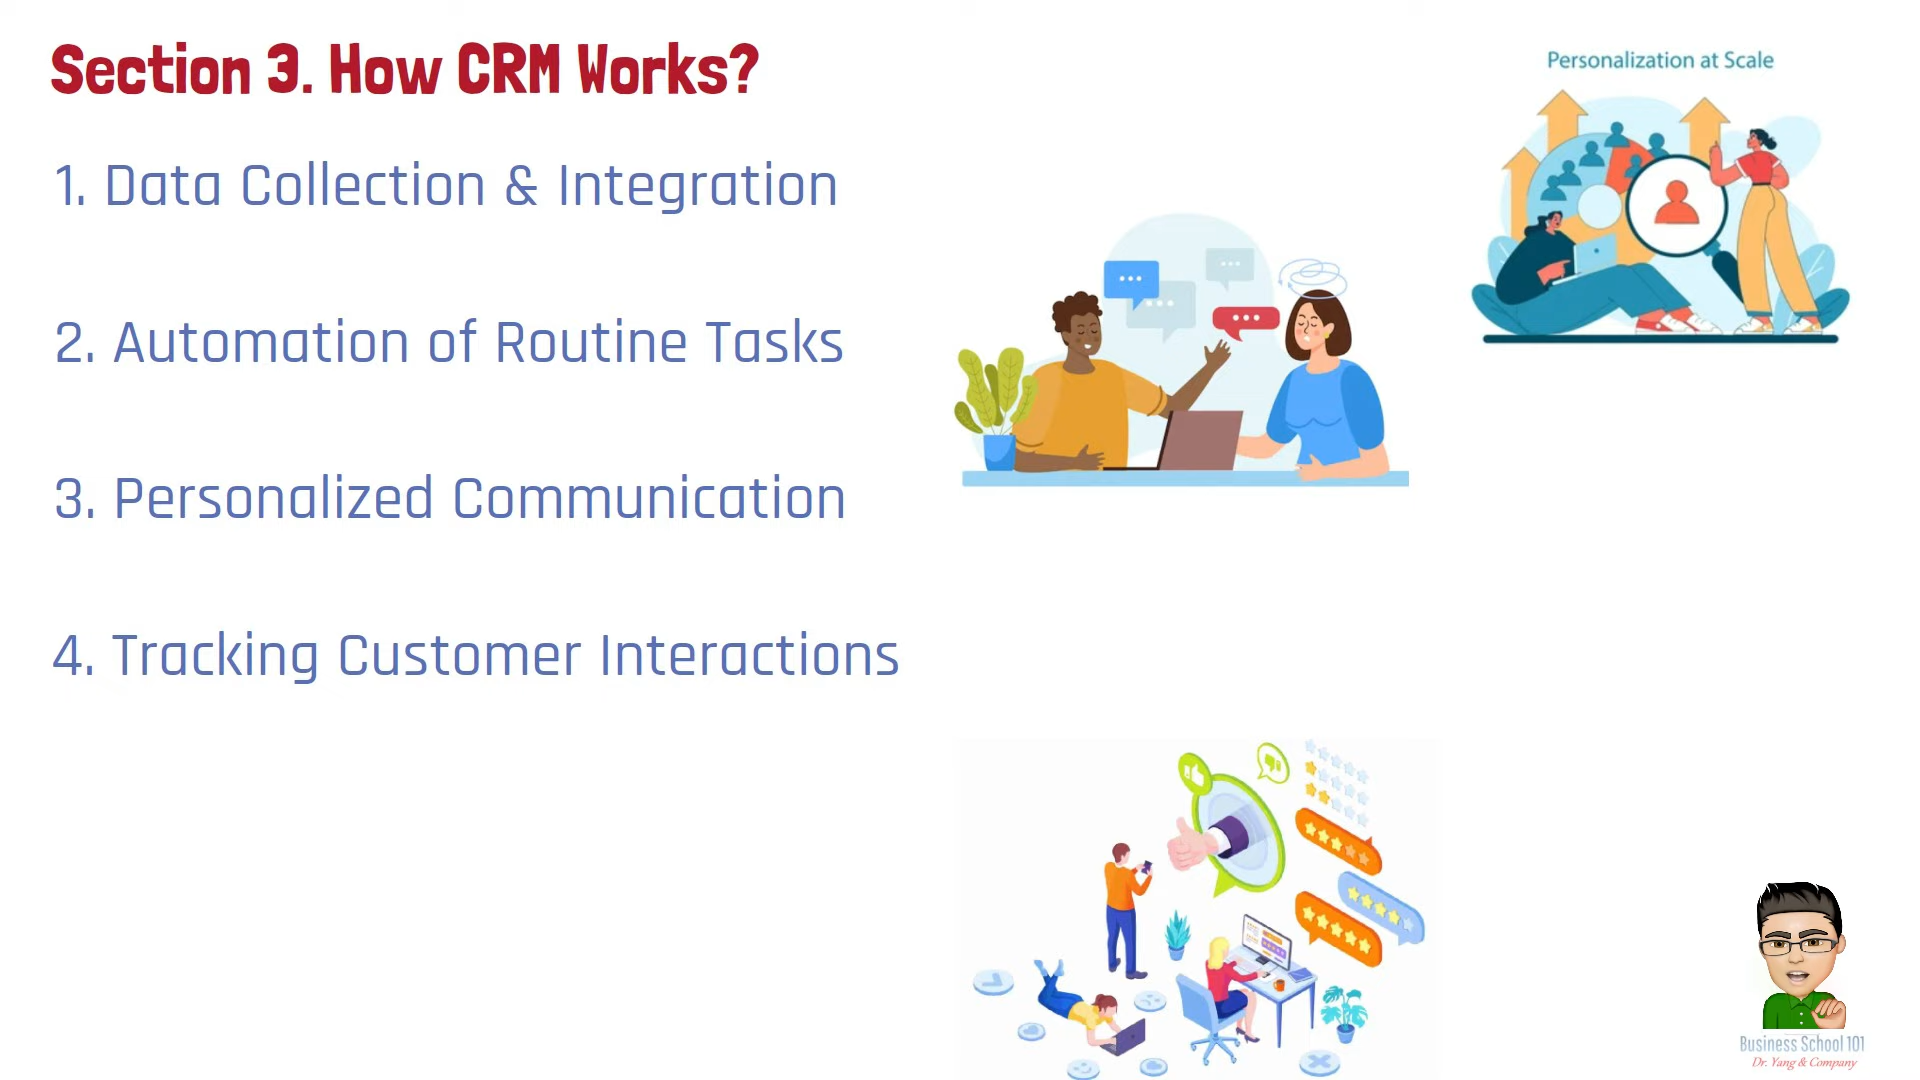 Section 3. How CRM Works?
Personalization at Scale
1. Data Collection & Integration
2. Automation of Routine Tasks
3. Personalized Communication
4. Tracking Customer Interactions
Business School 101
Dr. Yang & Company